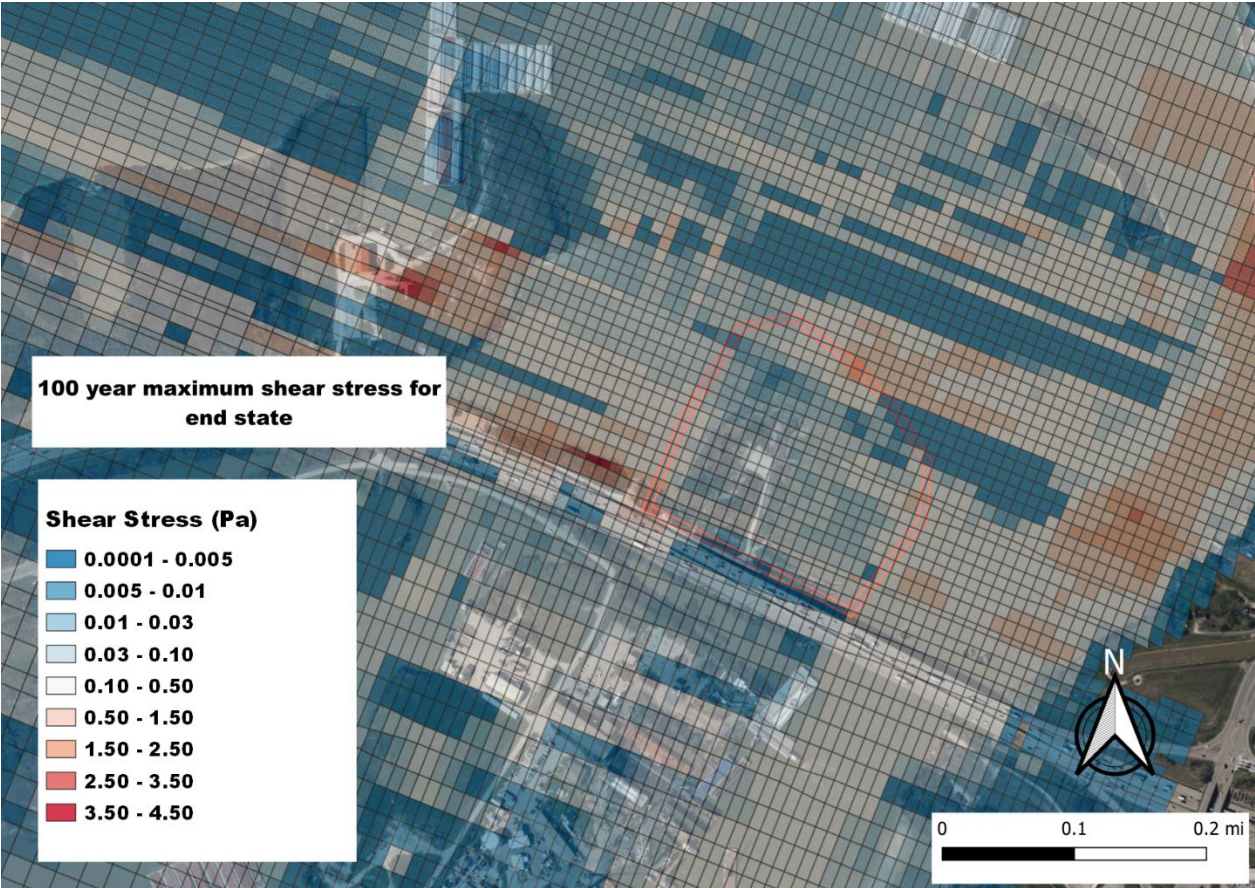 100 year maximum shear stress for
end state
Shear Stress (Pa)
0.0001 - 0.005
0.005 - 0.01
0.01 - 0.03
0.03 - 0.10
0.10 - 0.50
0.50 - 1.50
1.50 - 2.50
2.50 - 3.50
3.50 - 4.50
N
0 0.1 0.2 mi